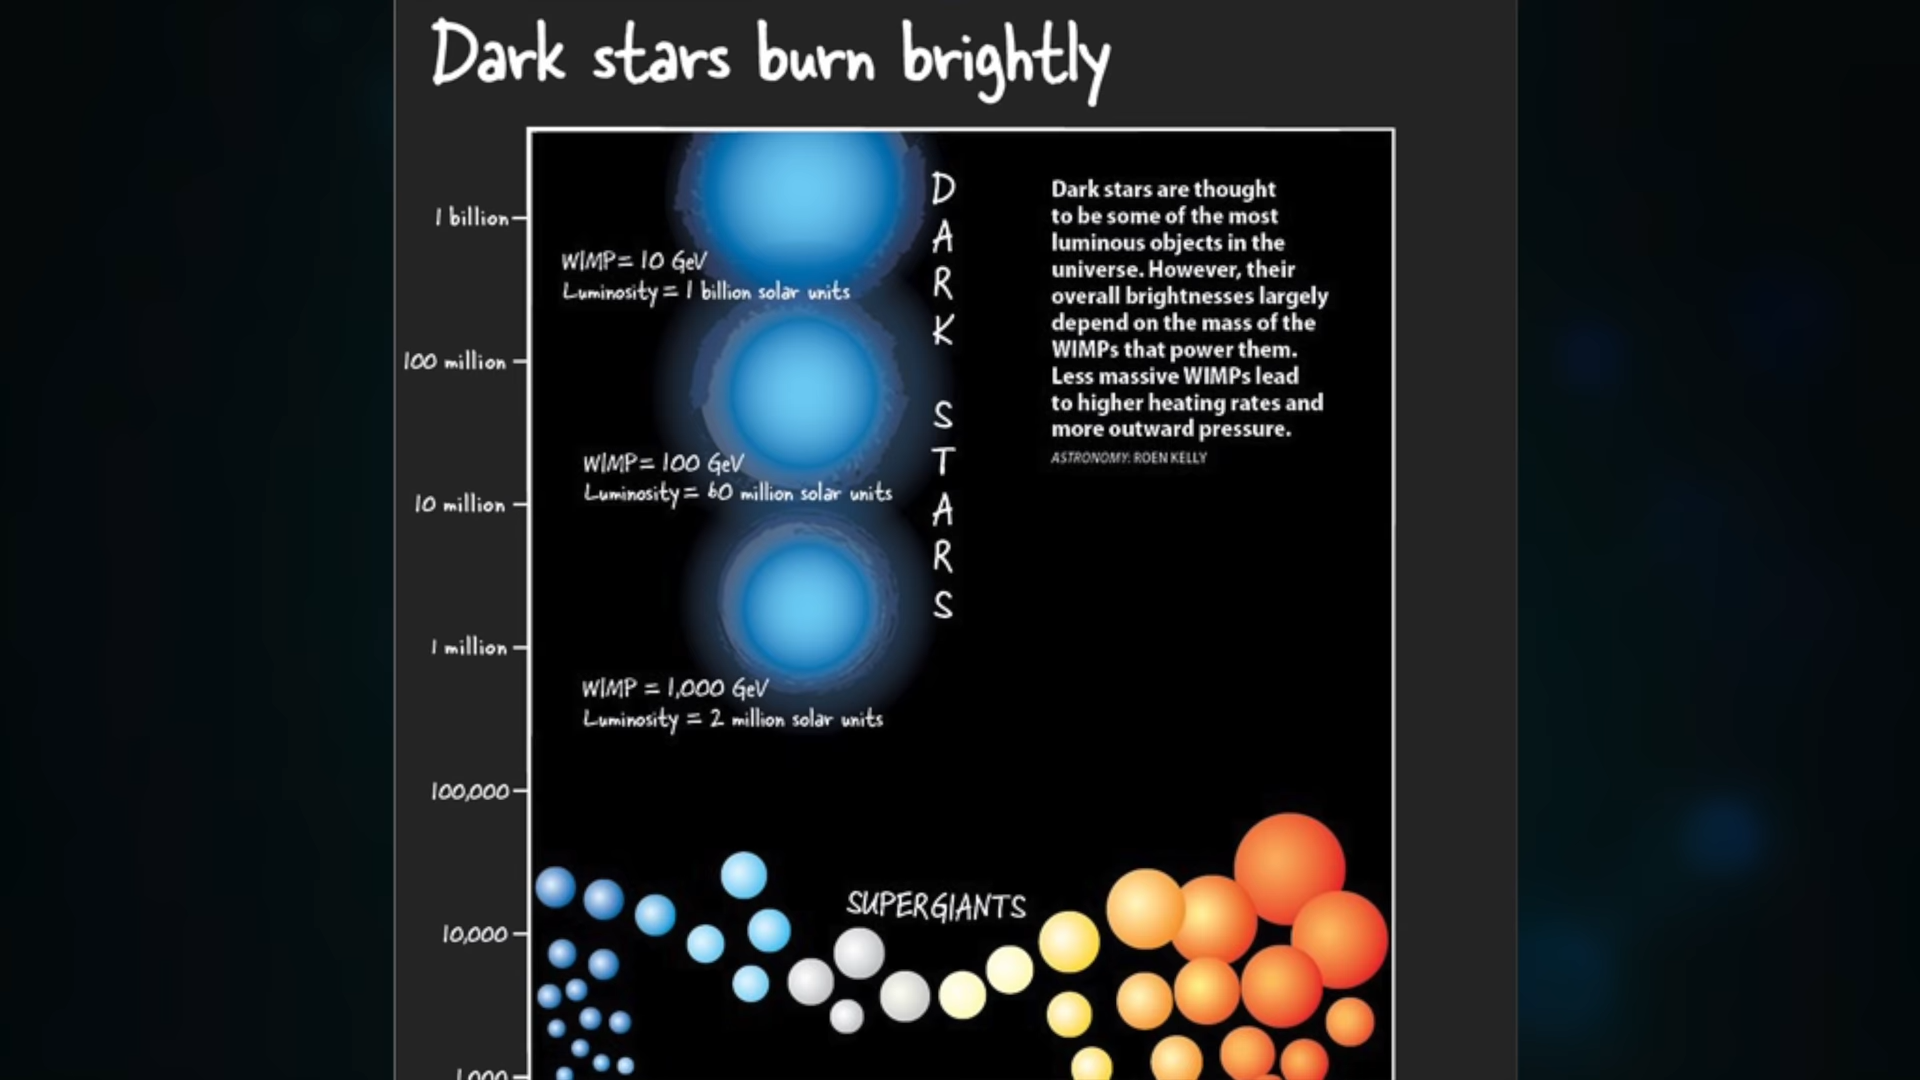 Dark stars burn brightly
1 billion
100 million
10 million
1 million
100,000
10,000
1,000
WIMP= 10 GeV
Luminosity = 1 billion solar units
WIMP= 100 GeV
Luminosity = 60 million solar units
WIMP = 1,000 GeV
Luminosity = 2 million solar units
DARK STARS
Dark stars are thought
to be some of the most
luminous objects in the
universe. However, their
overall brightnesses largely
depend on the mass of the
WIMPs that power them.
Less massive WIMPs lead
to higher heating rates and
more outward pressure.
ASTRONOMY: ROEN KELLY
SUPERGIANTS